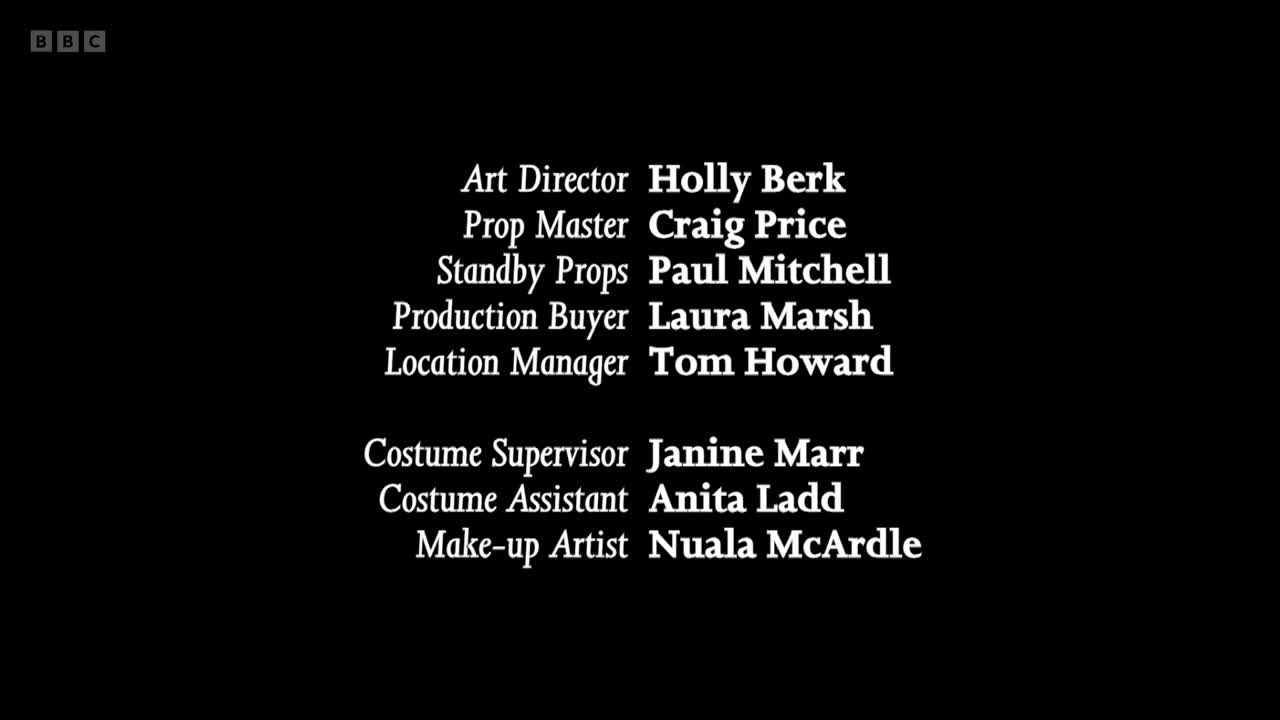 BBC
Art Director Holly Berk
Prop Master Craig Price
Standby Props Paul Mitchell
Production Buyer Laura Marsh
Location Manager Tom Howard
Costume Supervisor Janine Marr
Costume Assistant Anita Ladd
Make-up Artist Nuala McArdle